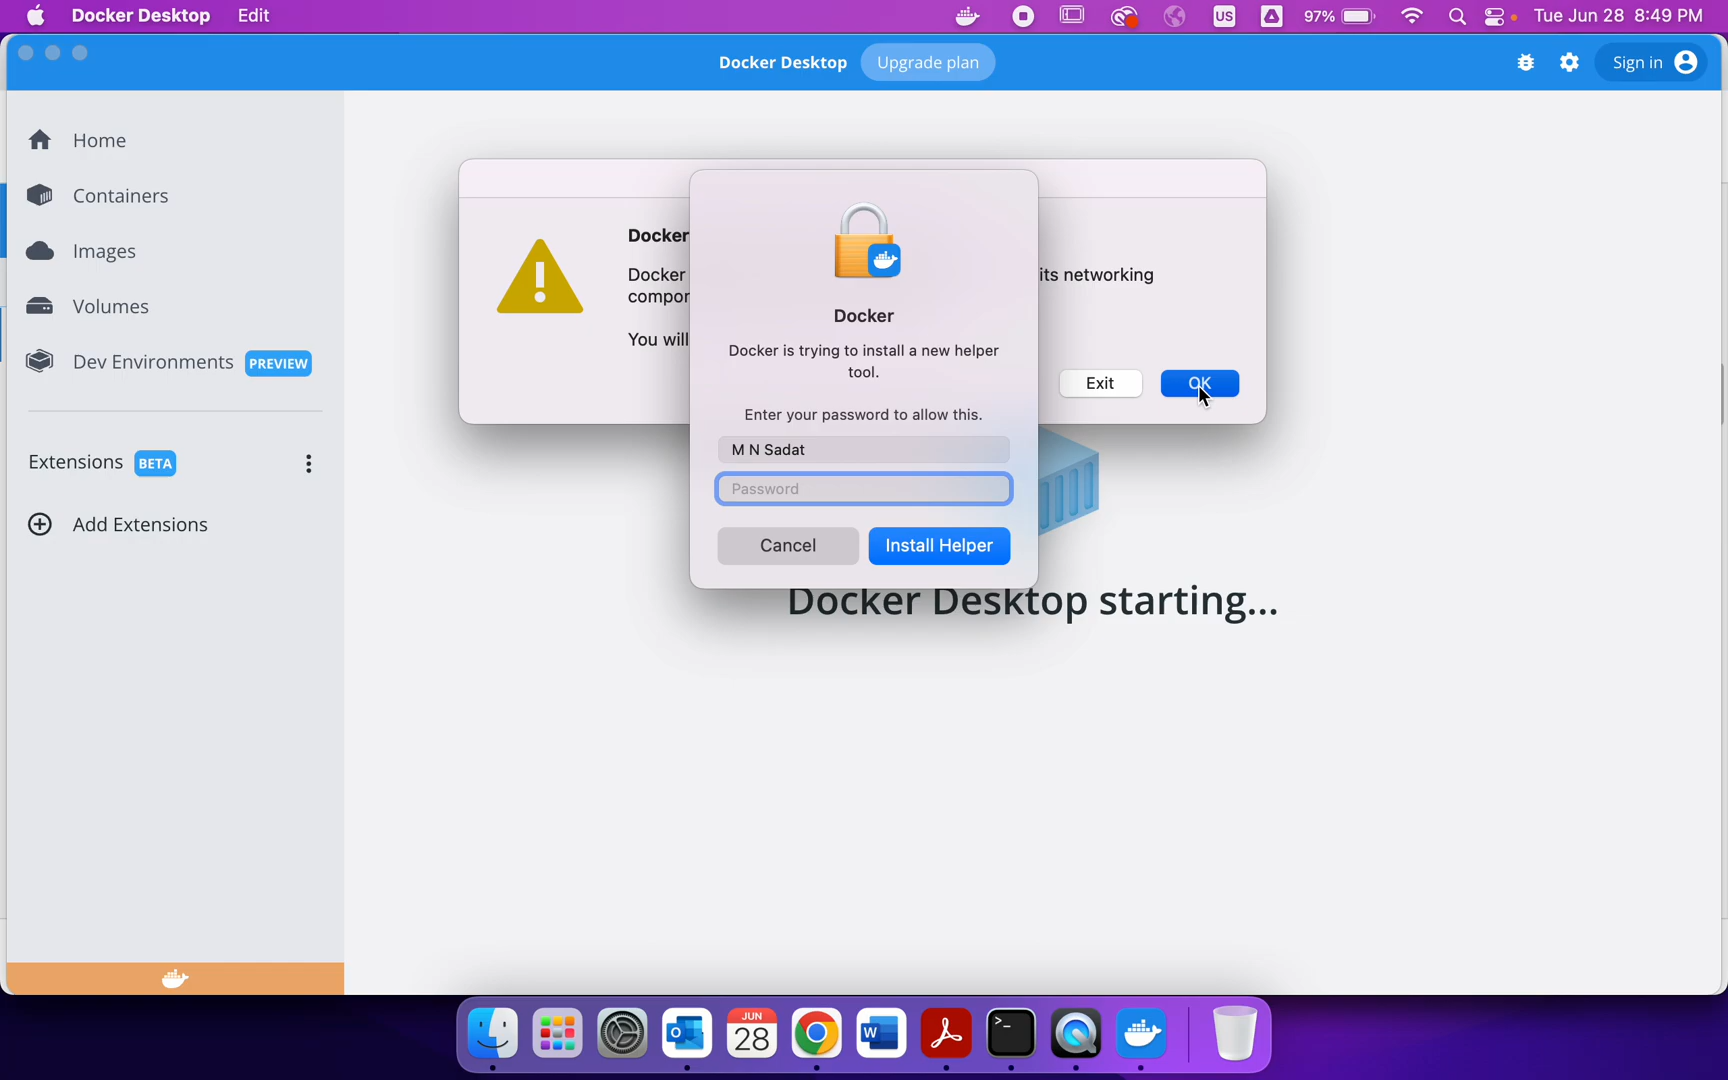 Docker Desktop Edit
US
97%
Tue Jun 28 8:49 PM
Docker Desktop
Upgrade plan
Sign in
Home
Containers
Images
Volumes
Dev Environments PREVIEW
Extensions BETA
Add Extensions
Docker
Docker
its networking
You will
Exit
OK
Docker
Docker is trying to install a new helper
tool.
Enter your password to allow this.
M N Sadat
Password
Cancel
Install Helper
Docker Desktop starting...
JUN
28